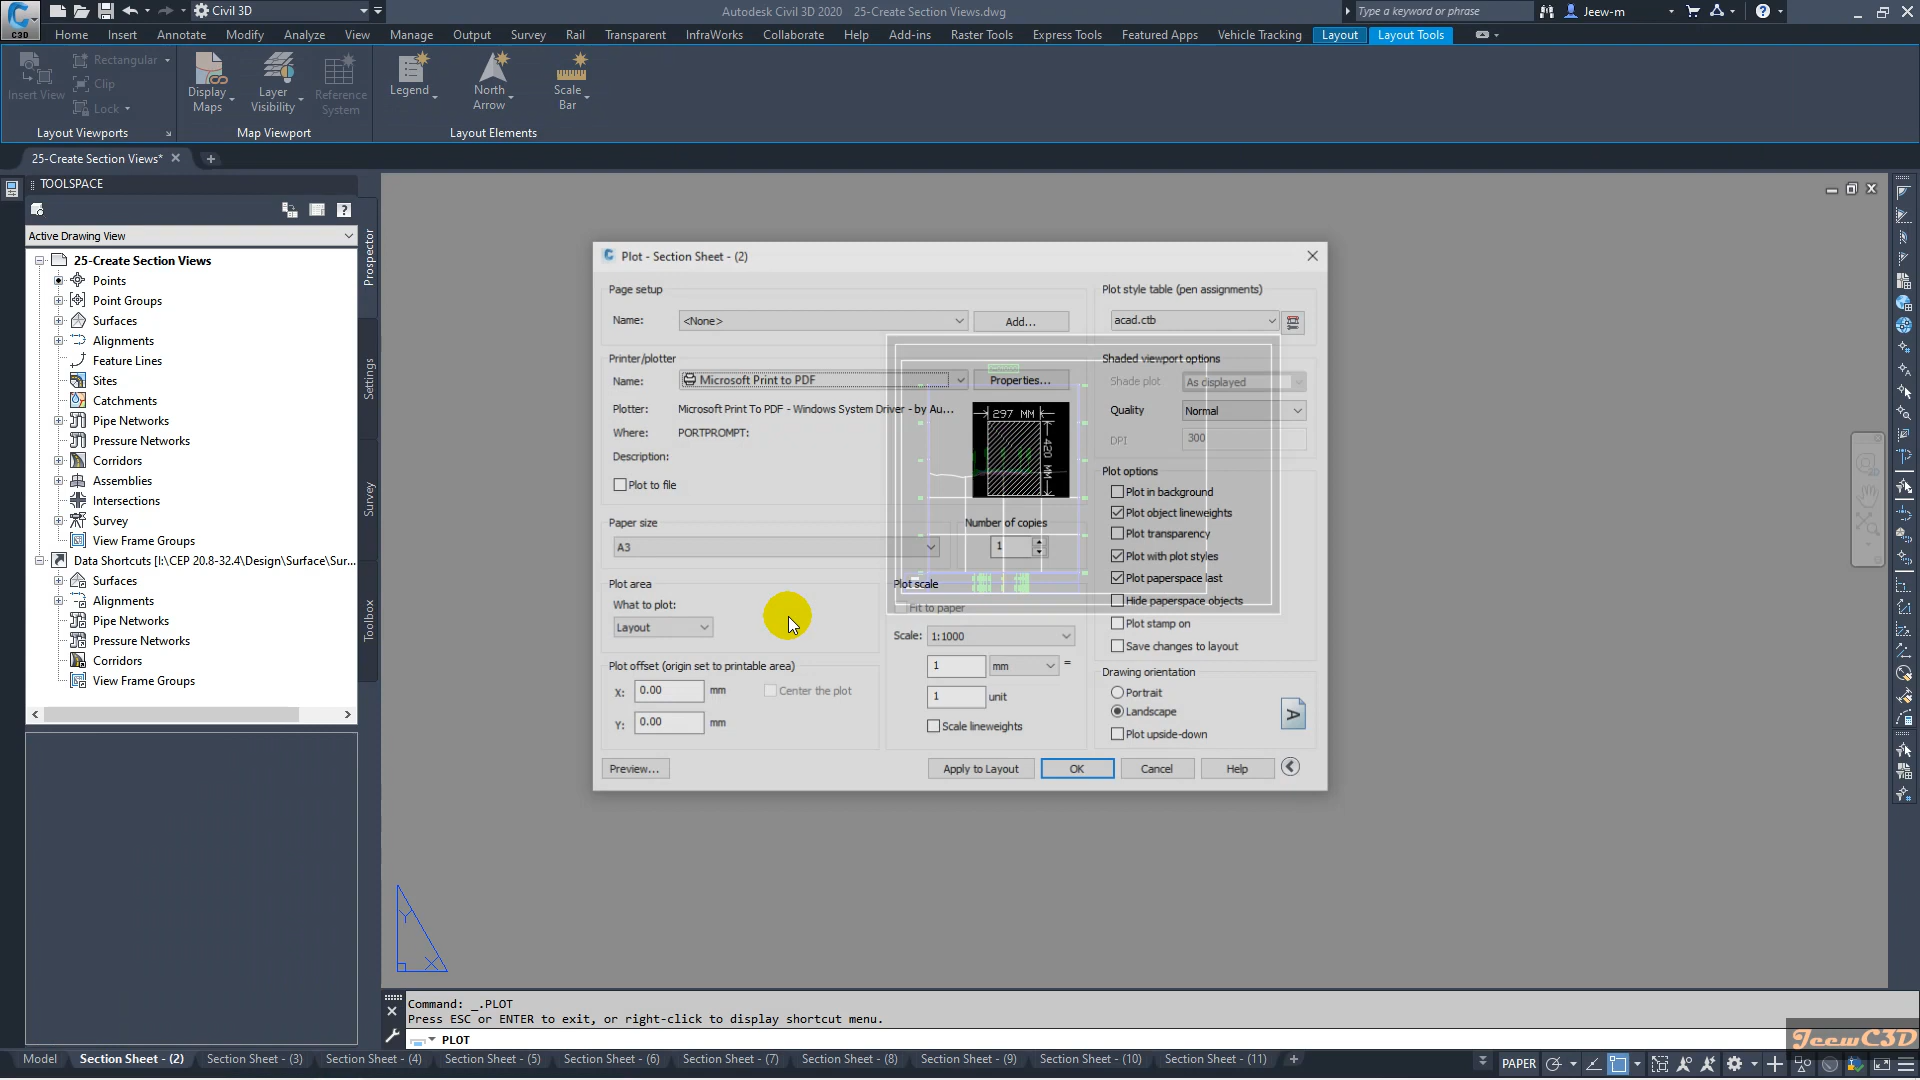 Civil 3D
Autodesk Civil 3D 2020 25-Create Section Views.dwg
Type a keyword or phrase
Jeew-m
C3D
Home Insert Annotate Modify Analyze View Manage Output Survey Rail Transparent InfraWorks Collaborate Help Add-ins Raster Tools Express Tools Featured Apps Vehicle Tracking Layout Layout Tools
Insert View
Rectangular
Clip
Lock
Display Maps
Layer Visibility
Reference System
Legend
North Arrow
Scale Bar
Layout Viewports
Map Viewport
Layout Elements
25-Create Section Views*
TOOLSPACE
Active Drawing View
25-Create Section Views
Points
Point Groups
Surfaces
Alignments
Feature Lines
Sites
Catchments
Pipe Networks
Pressure Networks
Corridors
Assemblies
Intersections
Survey
View Frame Groups
Data Shortcuts [I:\CEP 20.8-32.4\Design\Surface\Sur...
Surfaces
Alignments
Pipe Networks
Pressure Networks
Corridors
View Frame Groups
Prospector
Settings
Survey
Toolbox
Plot - Section Sheet - (2)
Page setup
Name: <None>
Add...
Printer/plotter
Name: Microsoft Print to PDF
Properties...
Plotter: Microsoft Print To PDF - Windows System Driver - by Au...
Where: PORTPROMPT:
Description:
Plot to file
297 MM
420 MM
Paper size
A3
Number of copies
1
Plot area
What to plot:
Layout
Plot scale
Fit to paper
Scale: 1:1000
1 mm =
1 unit
Scale lineweights
Plot offset (origin set to printable area)
X: 0.00 mm
Center the plot
Y: 0.00 mm
Plot style table (pen assignments)
acad.ctb
Shaded viewport options
Shade plot As displayed
Quality Normal
DPI 300
Plot options
Plot in background
Plot object lineweights
Plot transparency
Plot with plot styles
Plot paperspace last
Hide paperspace objects
Plot stamp on
Save changes to layout
Drawing orientation
Portrait
Landscape
Plot upside-down
A
Preview...
Apply to Layout
OK
Cancel
Help
Y
X
Command: _.PLOT
Press ESC or ENTER to exit, or right-click to display shortcut menu.
PLOT
JeewC3D
Model Section Sheet - (2) Section Sheet - (3) Section Sheet - (4) Section Sheet - (5) Section Sheet - (6) Section Sheet - (7) Section Sheet - (8) Section Sheet - (9) Section Sheet - (10) Section Sheet - (11)
PAPER